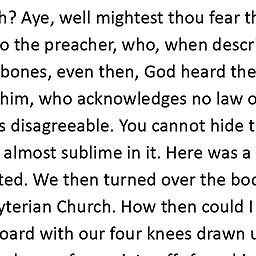 h? Aye, well mightest thou fear th
o the preacher, who, when descri
bones, even then, God heard the
him, who acknowledges no law o
s disagreeable. You cannot hide t
almost sublime in it. Here was a
ted. We then turned over the boo
yterian Church. How then could I
oard with our four knees drawn u